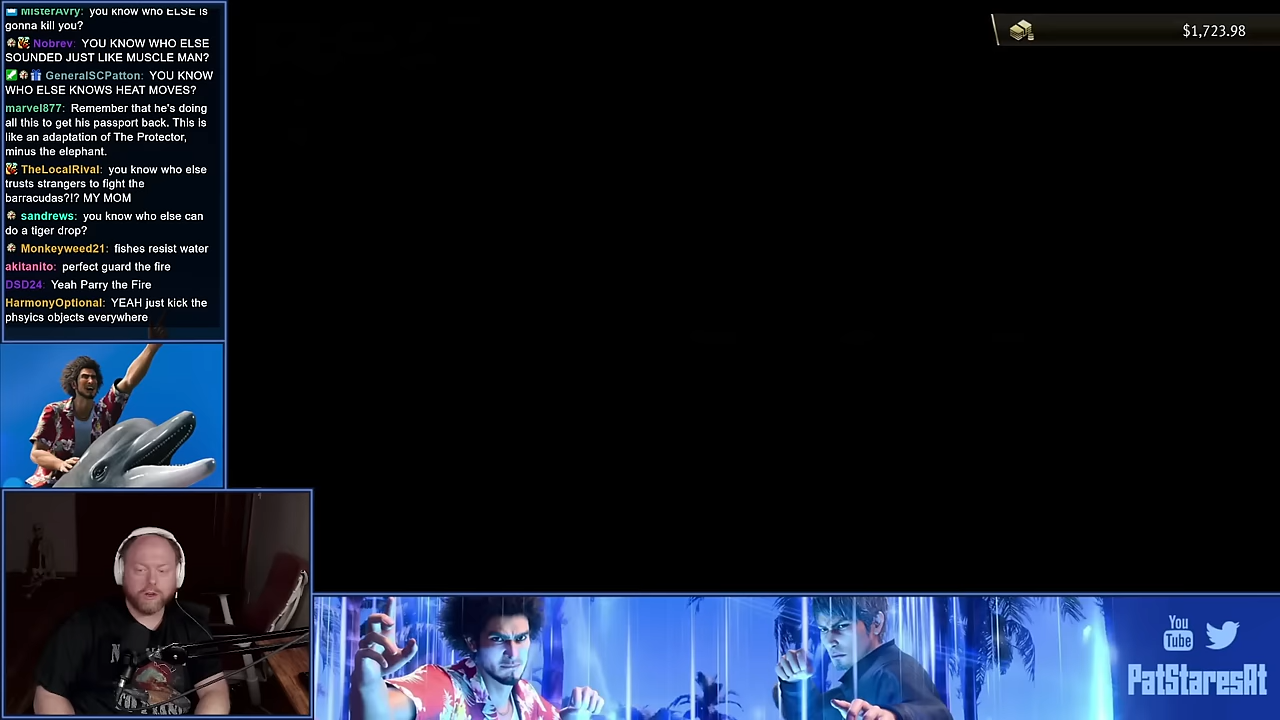 MisterAvry: you know who ELSE is
gonna kill you?
Nobrev: YOU KNOW WHO ELSE
SOUNDED JUST LIKE MUSCLE MAN?
GeneralSCPatton: YOU KNOW
WHO ELSE KNOWS HEAT MOVES?
marvel877: Remember that he's doing
all this to get his passport back. This is
like an adaptation of The Protector,
minus the elephant.
TheLocalRival: you know who else
trusts strangers to fight the
barracudas?!? MY MOM
sandrews: you know who else can
do a tiger drop?
Monkeyweed21: fishes resist water
akitanito: perfect guard the fire
DSD24: Yeah Parry the Fire
HarmonyOptional: YEAH just kick the
phsyics objects everywhere
$1,723.98
You
Tube
PatStaresAt